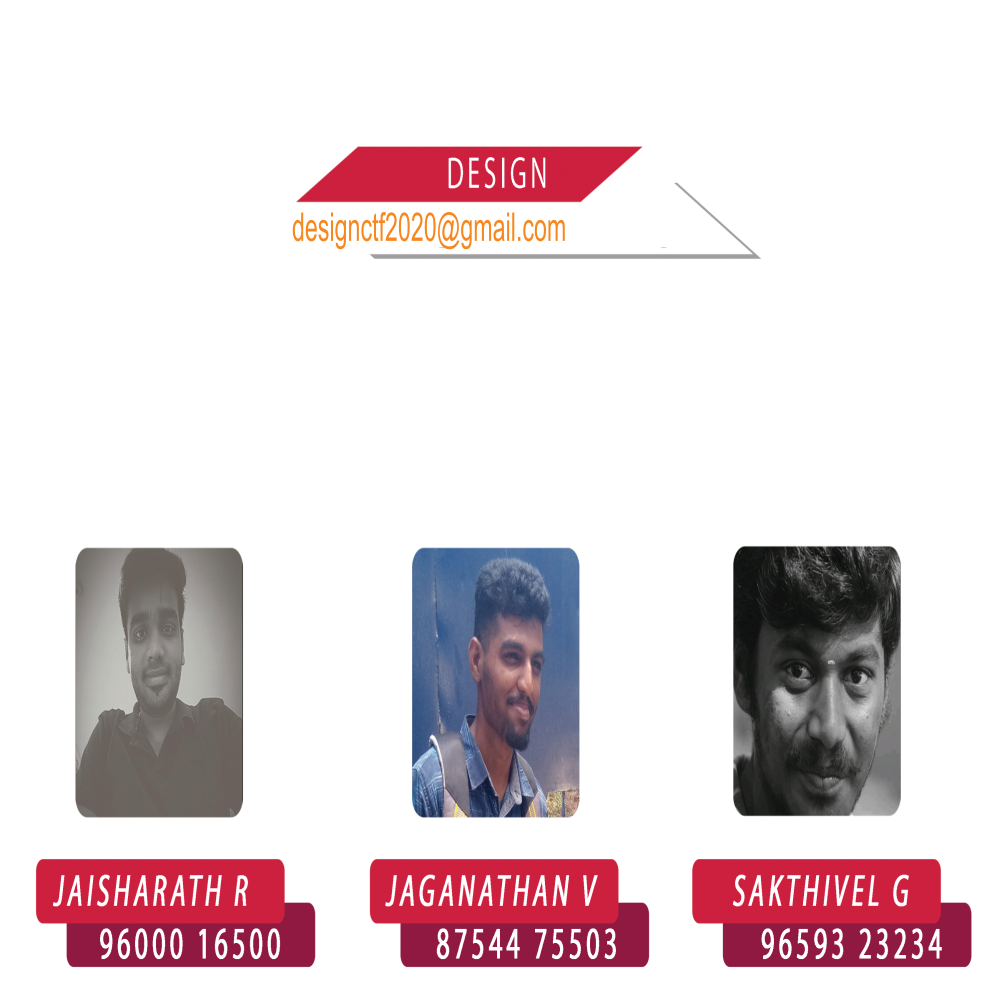 DESIGN
designctf2020@gmail.com
JAISHARATH R
96000 16500
JAGANATHAN V
87544 75503
SAKTHIVEL G
96593 23234